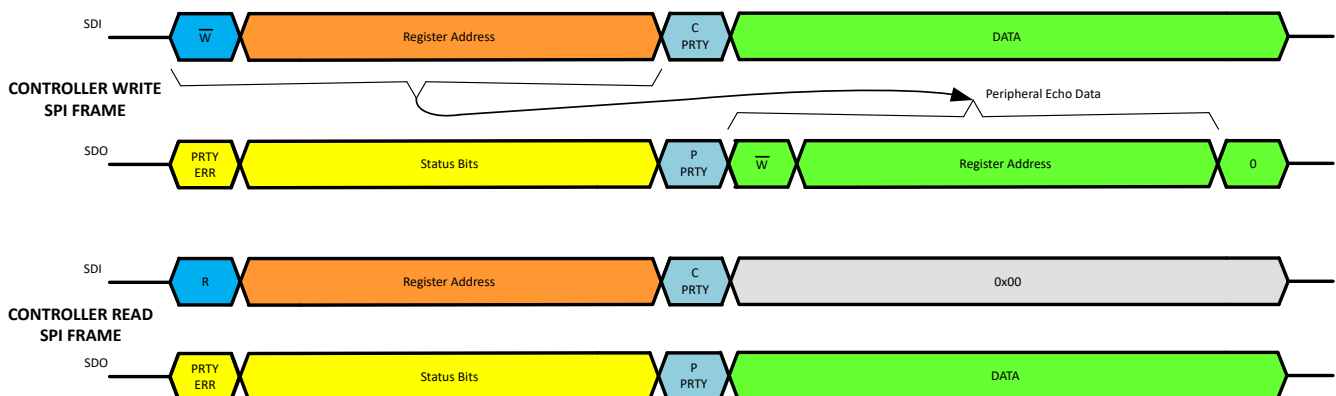 SDI
W
Register Address
C
PRTY
DATA
CONTROLLER WRITE
SPI FRAME
Peripheral Echo Data
SDO
PRTY
ERR
Status Bits
P
PRTY
W
Register Address
0
SDI
R
Register Address
C
PRTY
0x00
CONTROLLER READ
SPI FRAME
SDO
PRTY
ERR
Status Bits
P
PRTY
DATA